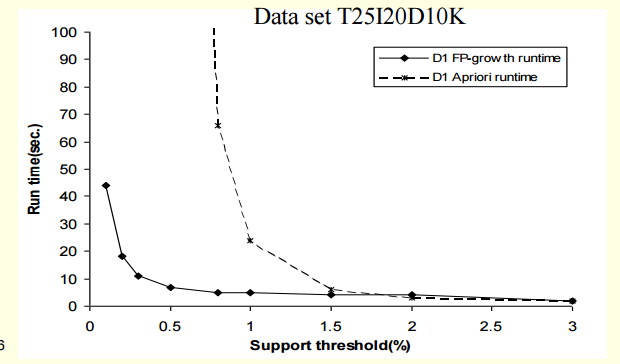 Data set T25I20D10K
D1 FP-growth runtime
D1 Apriori runtime
Run time(sec.)
100
90
80
70
60
50
40
30
20
10
0
0 0.5 1 1.5 2 2.5 3
Support threshold(%)
6